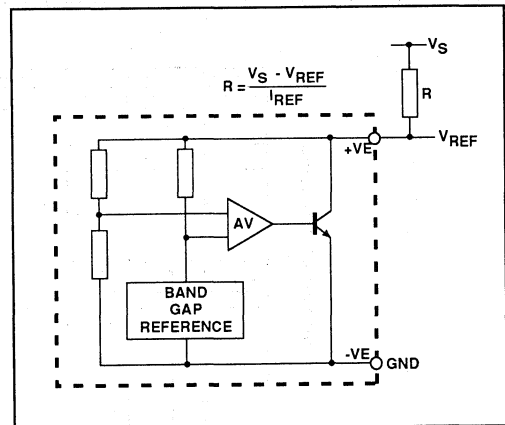 V_S
R = (V_S - V_REF) / I_REF
R
+VE
V_REF
AV
BAND
GAP
REFERENCE
-VE
GND